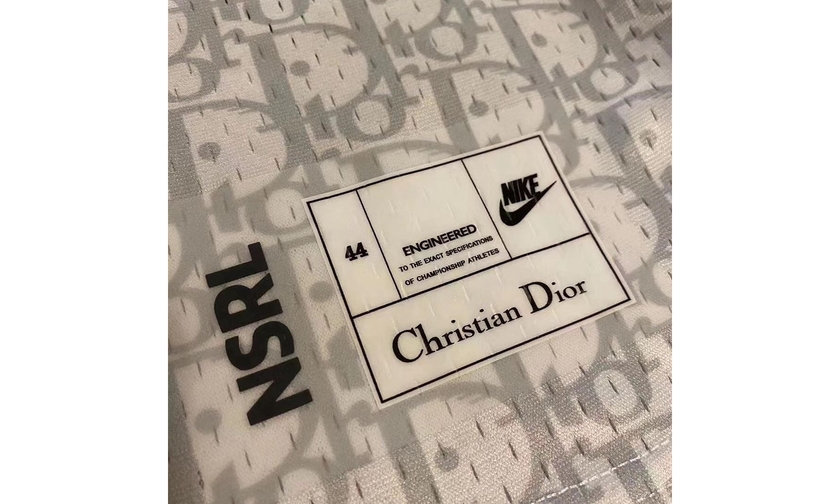 44
ENGINEERED
TO THE EXACT SPECIFICATIONS
OF CHAMPIONSHIP ATHLETES
NIKE
Christian Dior
NSRL